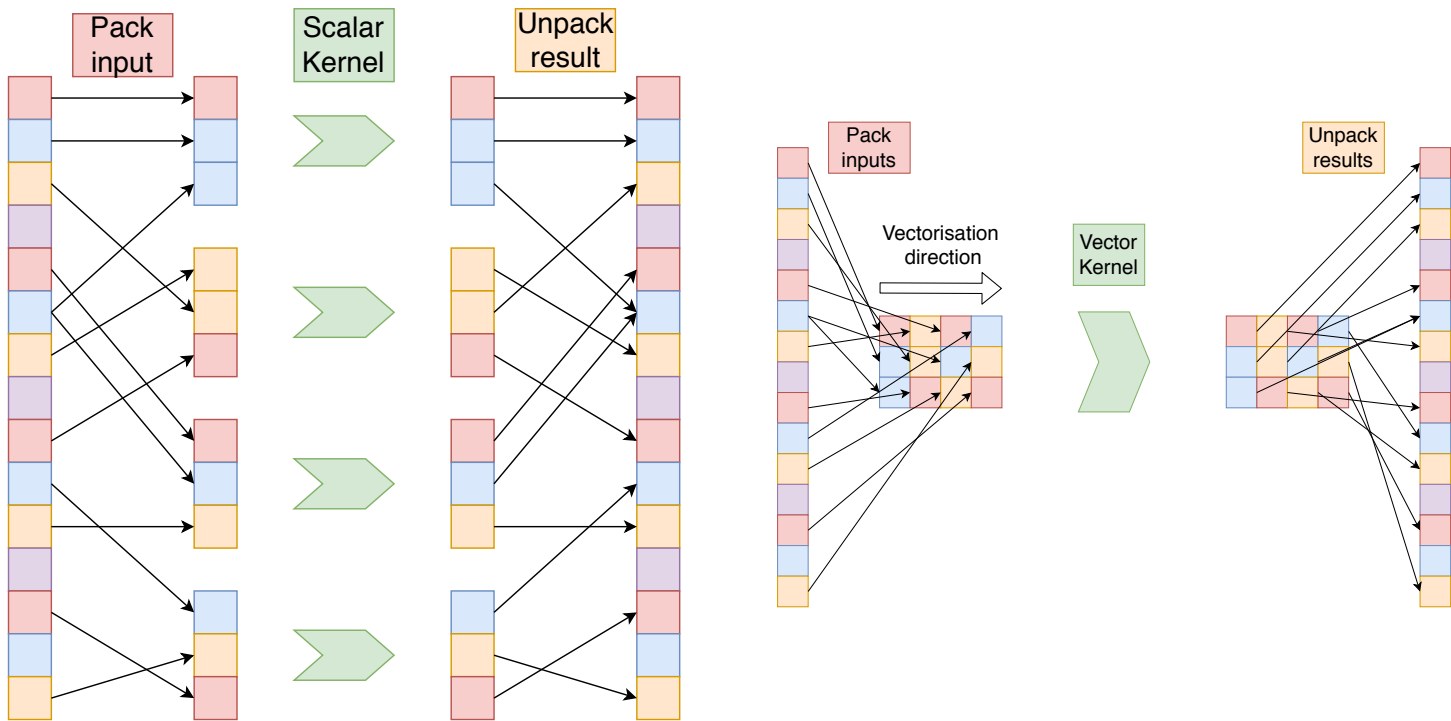 Pack
input
Scalar
Kernel
Unpack
result
Pack
inputs
Vectorisation
direction
Vector
Kernel
Unpack
results